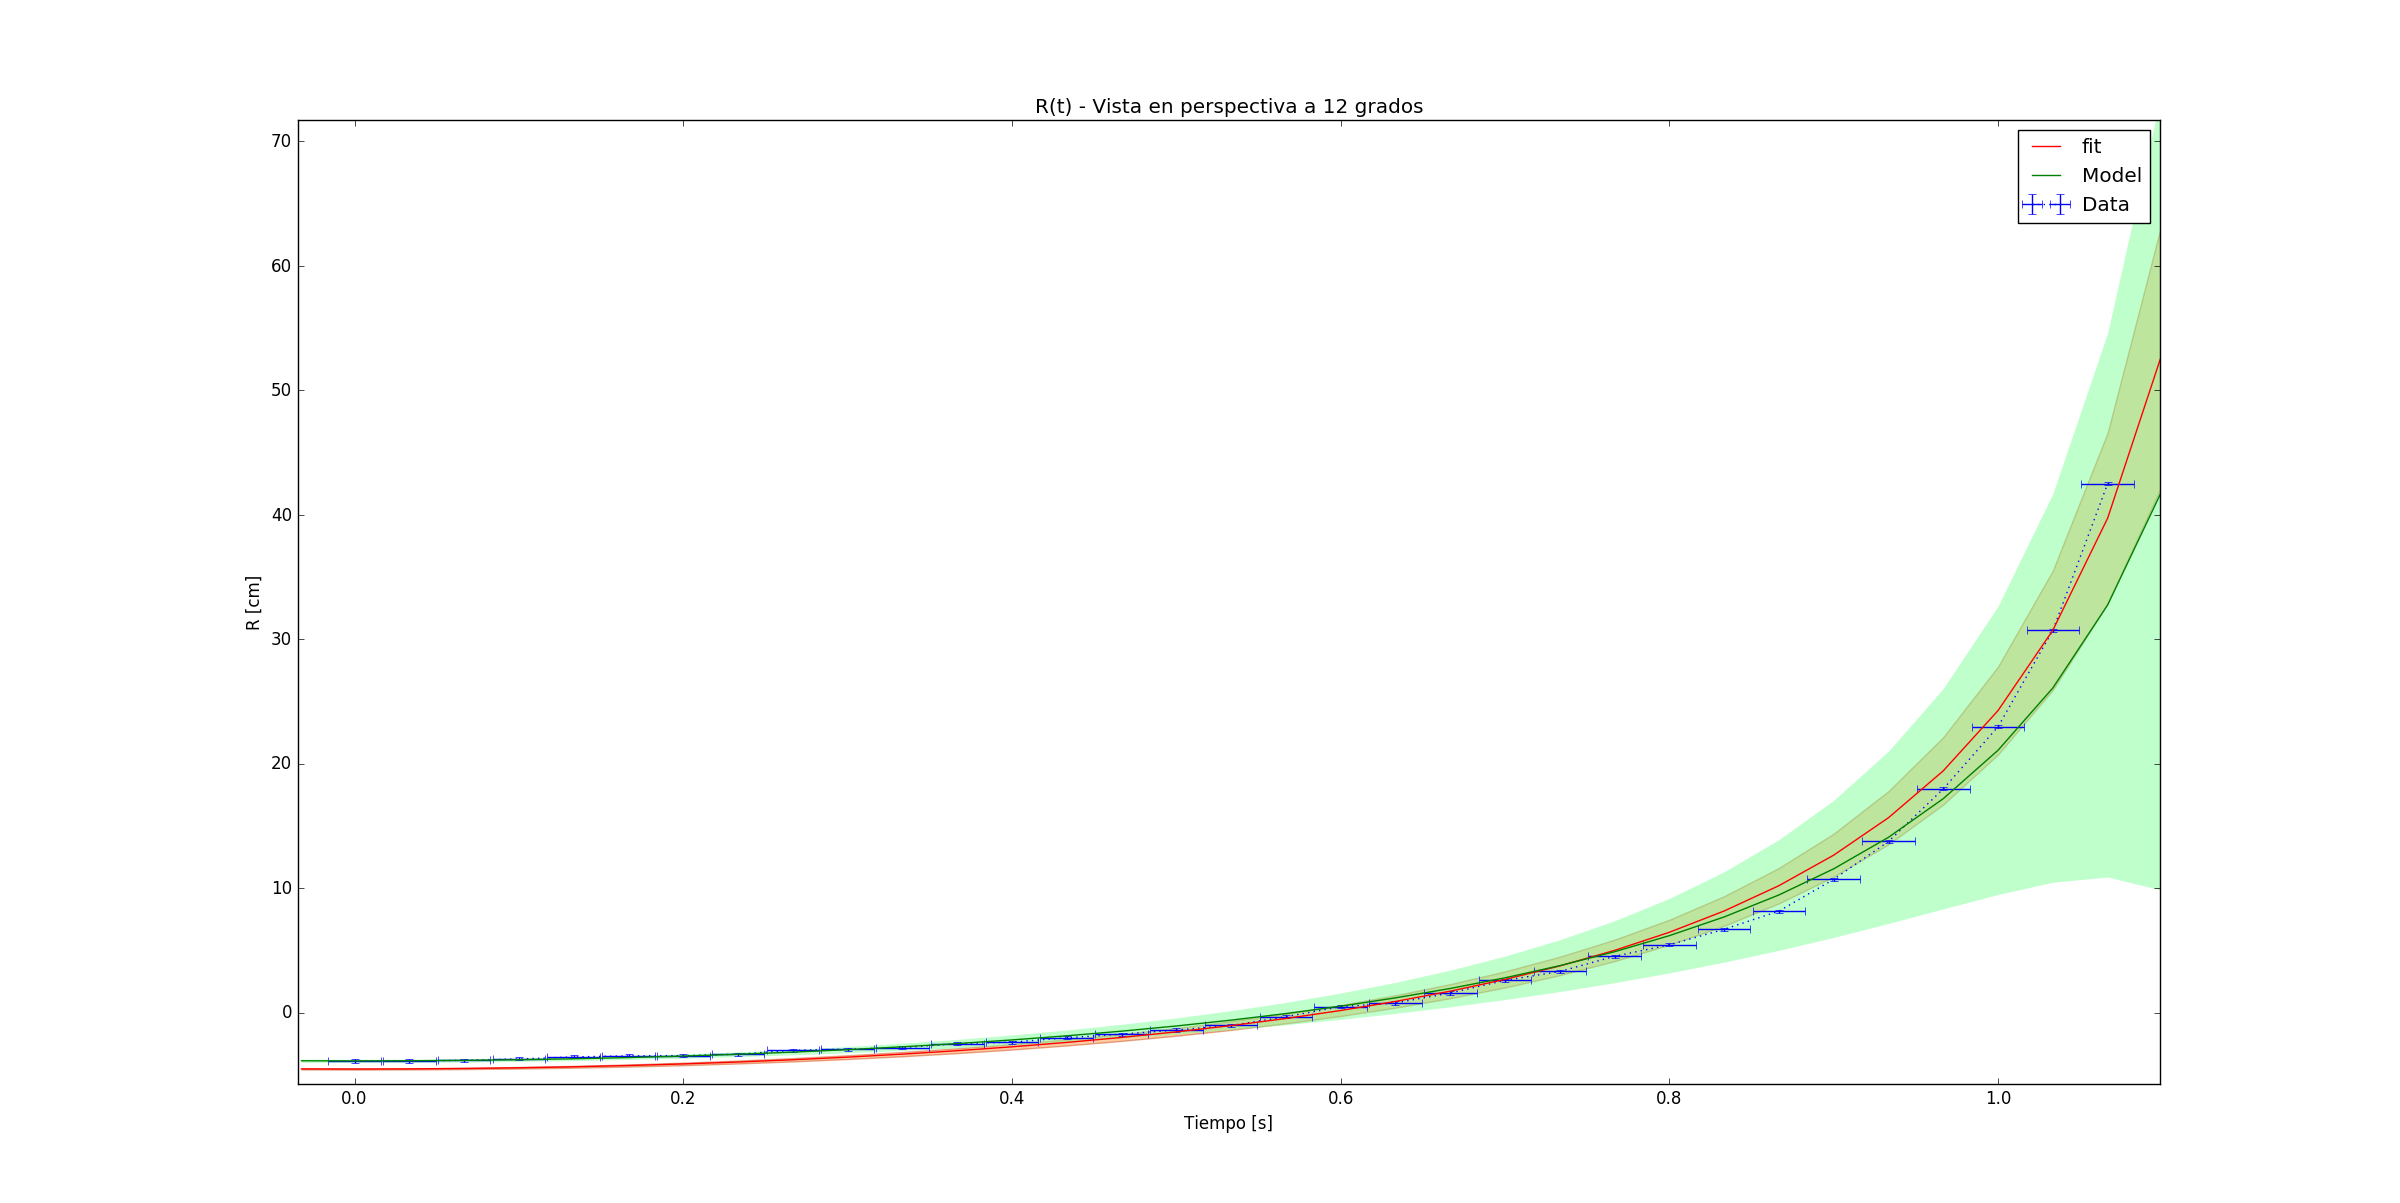 R(t) - Vista en perspectiva a 12 grados
fit
Model
Data
70
60
50
40
30
20
10
0
R [cm]
0.0 0.2 0.4 0.6 0.8 1.0
Tiempo [s]